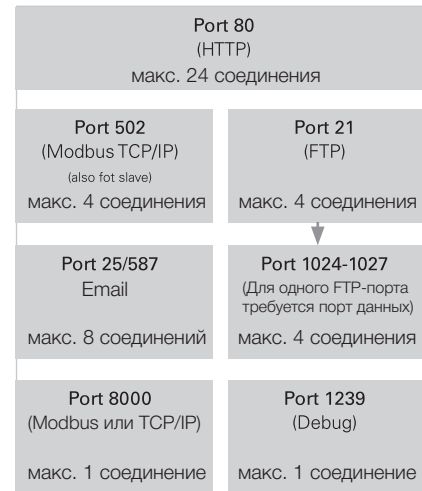 Port 80
(HTTP)
макс. 24 соединения
Port 502
(Modbus TCP/IP)
(also fot slave)
макс. 4 соединения
Port 21
(FTP)
макс. 4 соединения
Port 25/587
Email
макс. 8 соединений
Port 1024-1027
(Для одного FTP-порта
требуется порт данных)
макс. 4 соединения
Port 8000
(Modbus или TCP/IP)
макс. 1 соединение
Port 1239
(Debug)
макс. 1 соединение